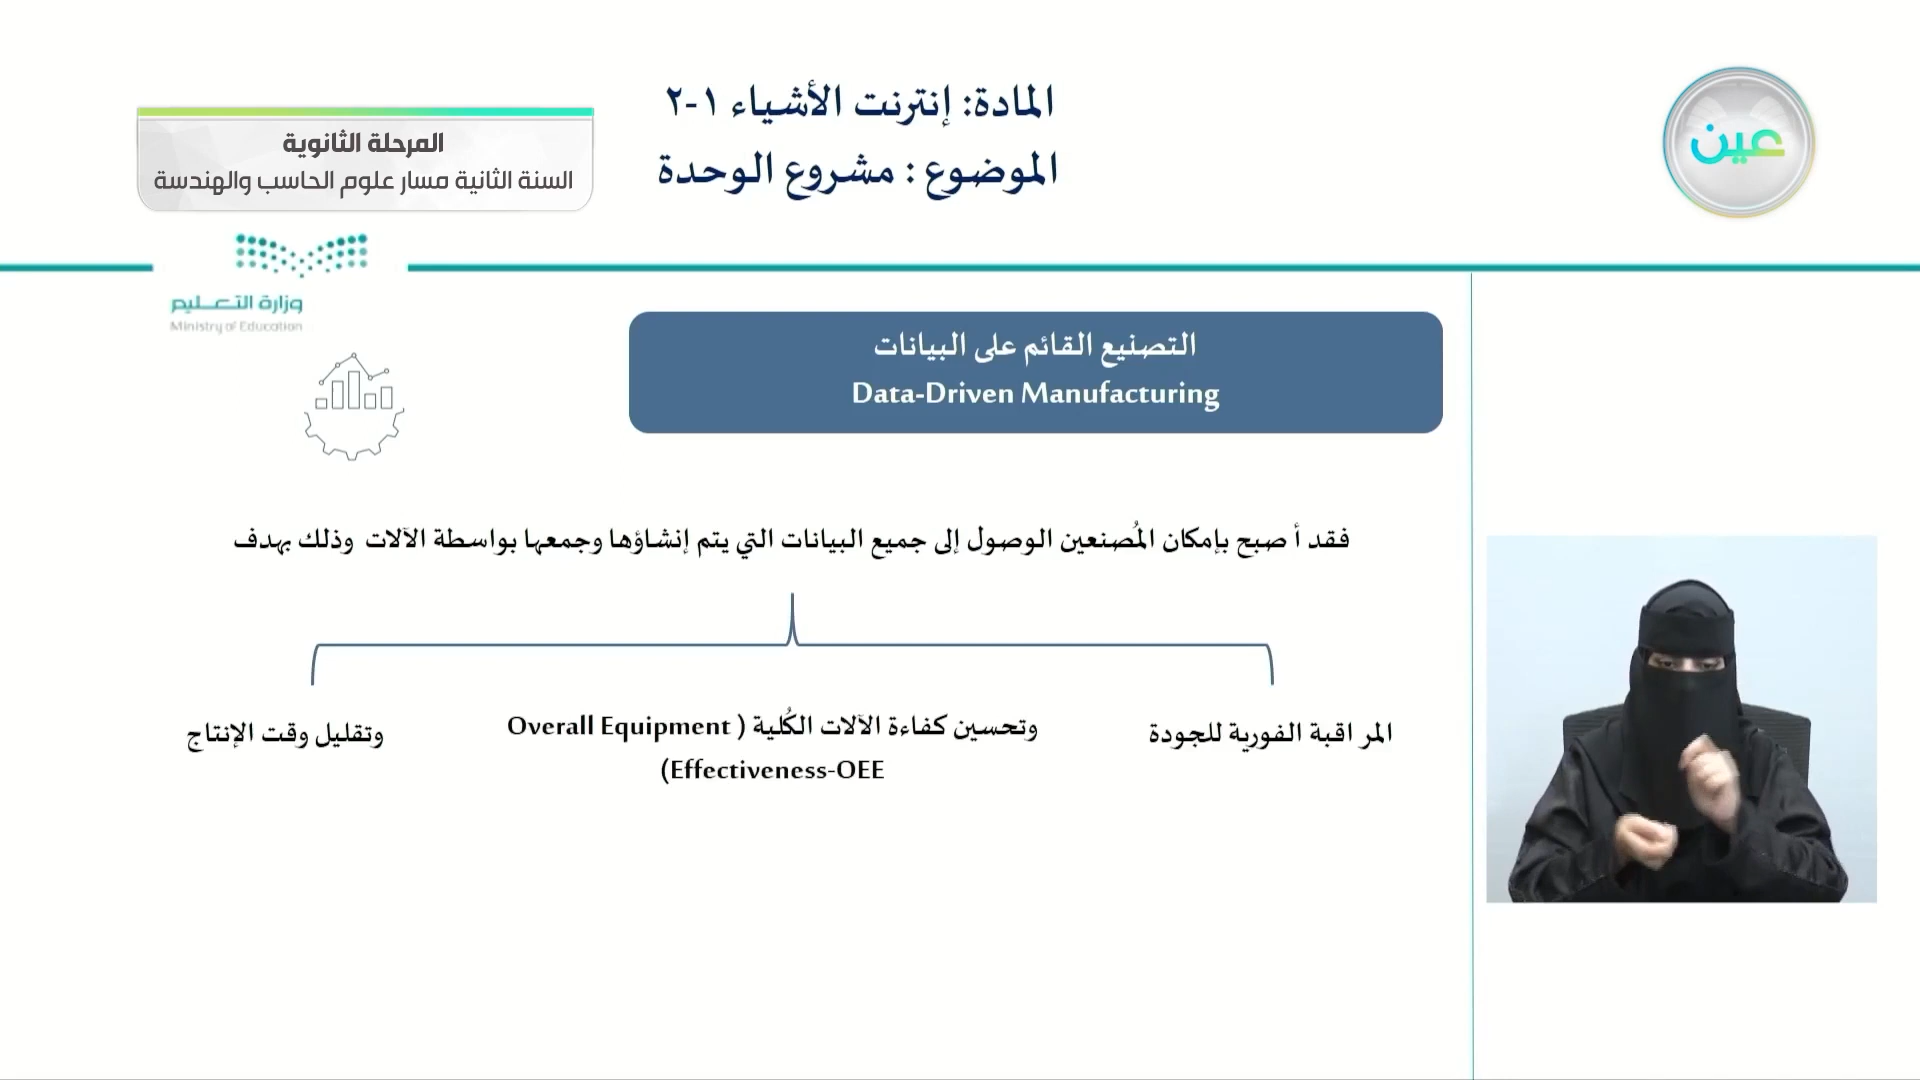 المادة: إنترنت الأشياء ١-٢
الموضوع : مشروع الوحدة
عين
المرحلة الثانوية
السنة الثانية مسار علوم الحاسب والهندسة
وزارة التعليم
Ministry of Education
التصنيع القائم على البيانات
Data-Driven Manufacturing
فقد أ صبح بإمكان المُصنعين الوصول إلى جميع البيانات التي يتم إنشاؤها وجمعها بواسطة الآلات وذلك بهدف
المر اقبة الفورية للجودة
وتحسين كفاءة الآلات الكُلية ( Overall Equipment
Effectiveness-OEE)
وتقليل وقت الإنتاج